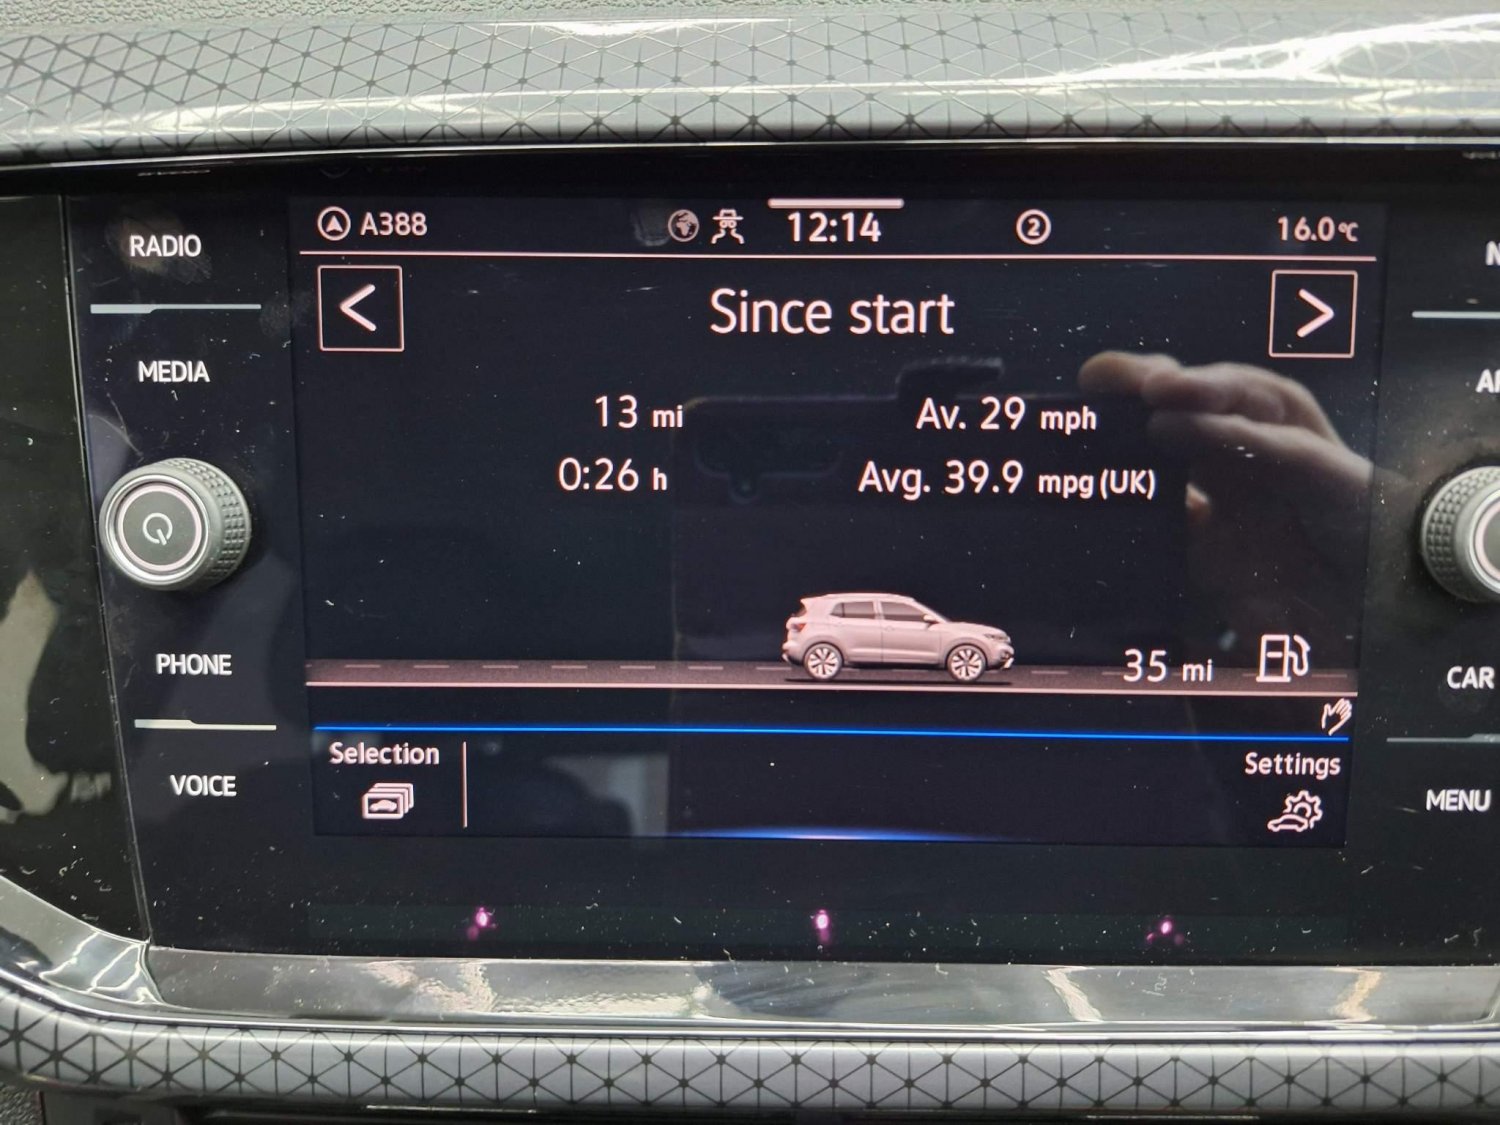 RADIO
MEDIA
PHONE
VOICE
A388
12:14
2
16.0°C
<
Since start
>
13 mi
Av. 29 mph
0:26 h
Avg. 39.9 mpg (UK)
35 mi
Selection
Settings
CAR
MENU